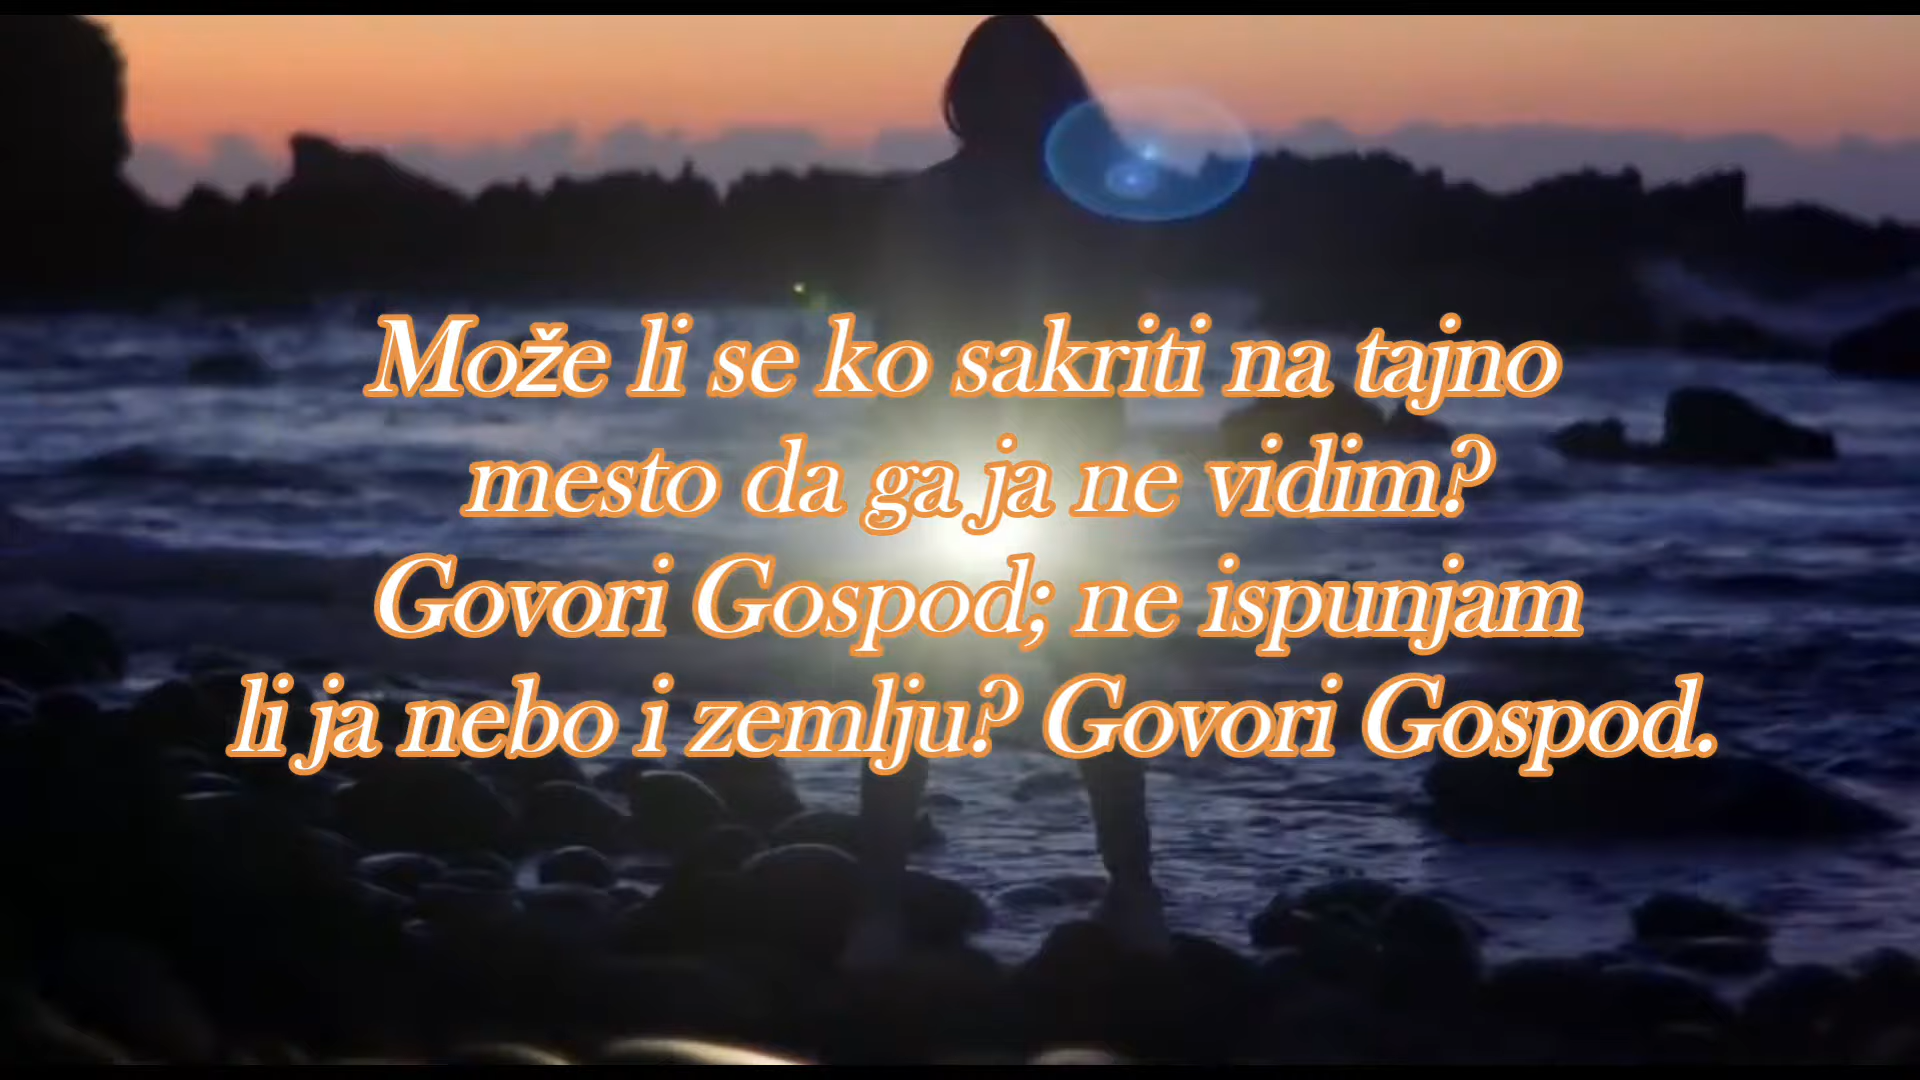 Može li se ko sakriti na tajno
mesto da ga ja ne vidim?
Govori Gospod; ne ispunjam
li ja nebo i zemlju? Govori Gospod.